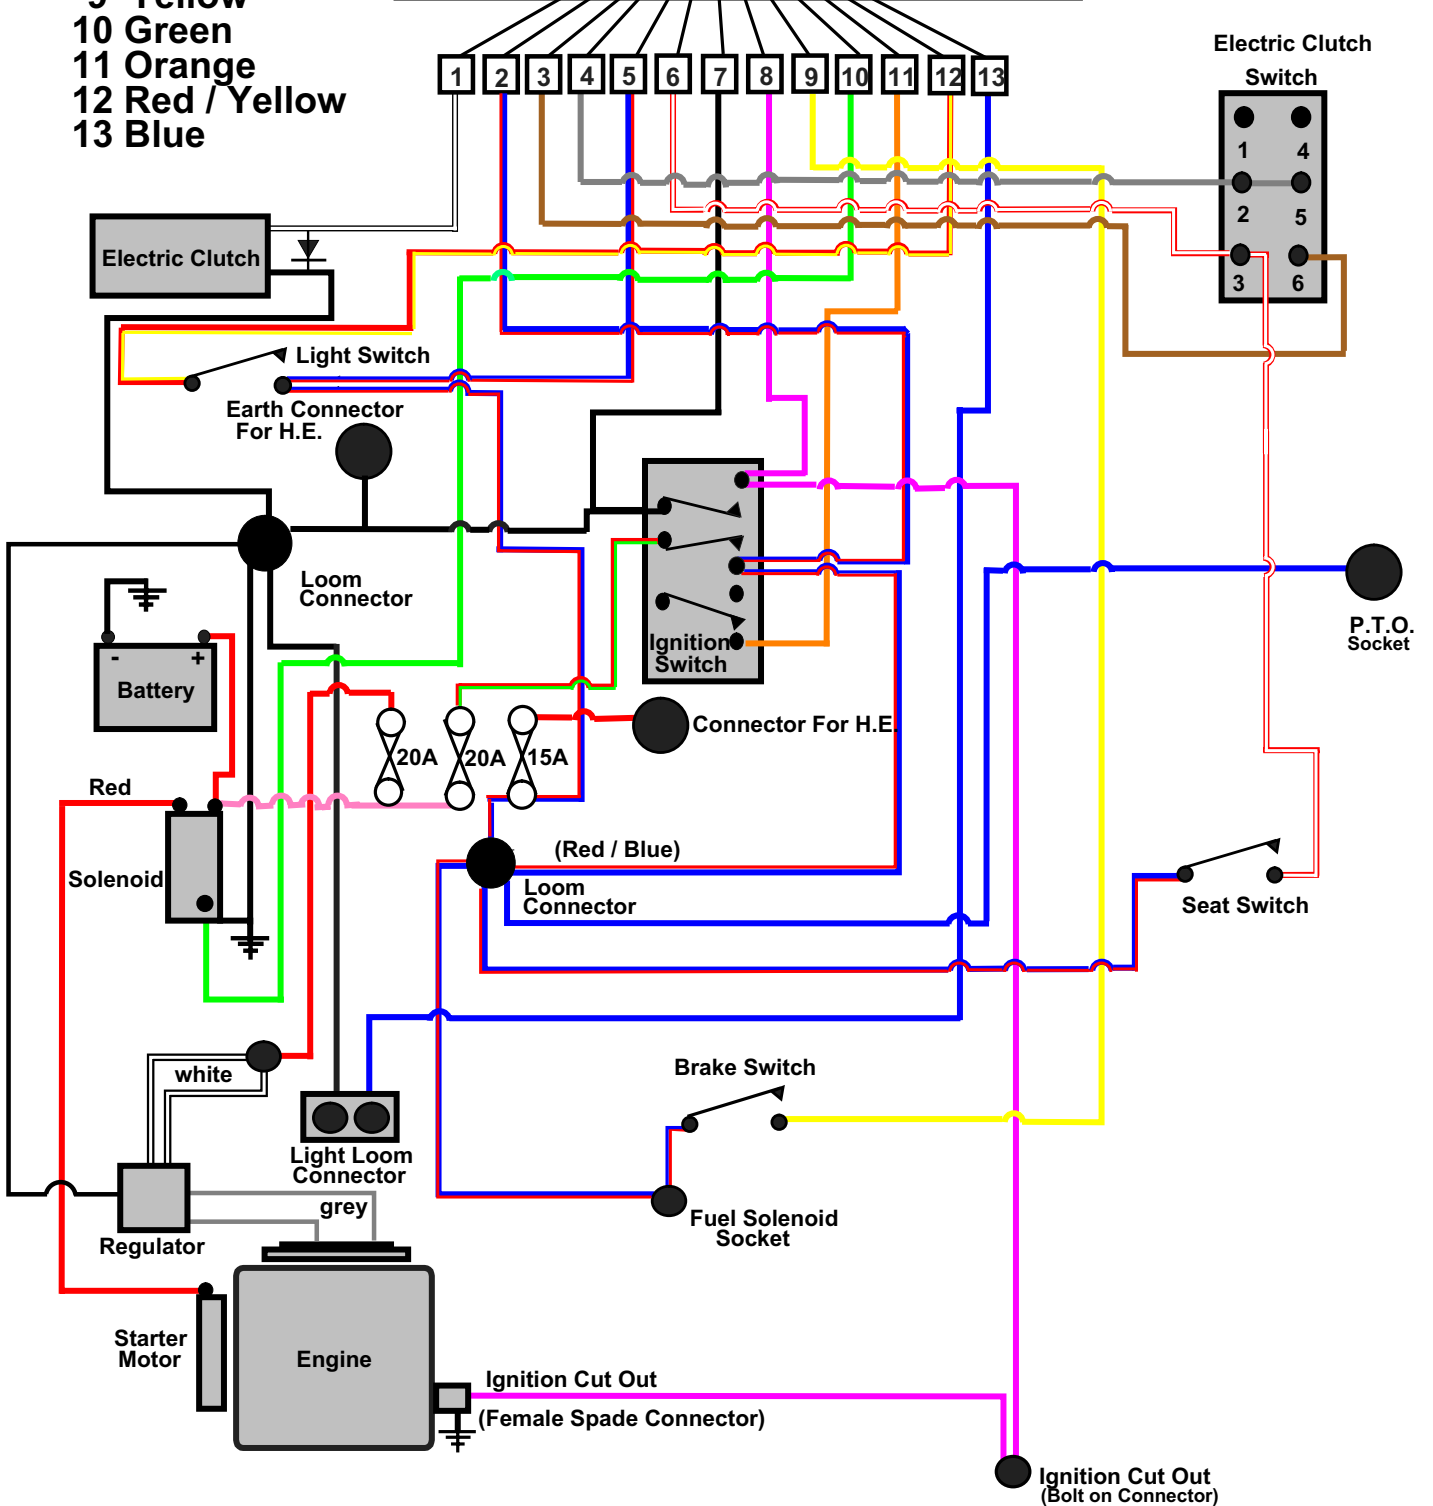 9 Yellow
10 Green
11 Orange
12 Red / Yellow
13 Blue
1 2 3 4 5 6 7 8 9 10 11 12 13
Electric Clutch
Switch
1 4
2 5
3 6
Electric Clutch
Light Switch
Earth Connector
For H.E.
Loom
Connector
Ignition
Switch
P.T.O.
Socket
- +
Battery
Connector For H.E.
20A 20A 15A
Red
Solenoid
(Red / Blue)
Loom
Connector
Seat Switch
white
Brake Switch
Light Loom
Connector
grey
Regulator
Fuel Solenoid
Socket
Starter
Motor
Engine
Ignition Cut Out
(Female Spade Connector)
Ignition Cut Out
(Bolt on Connector)